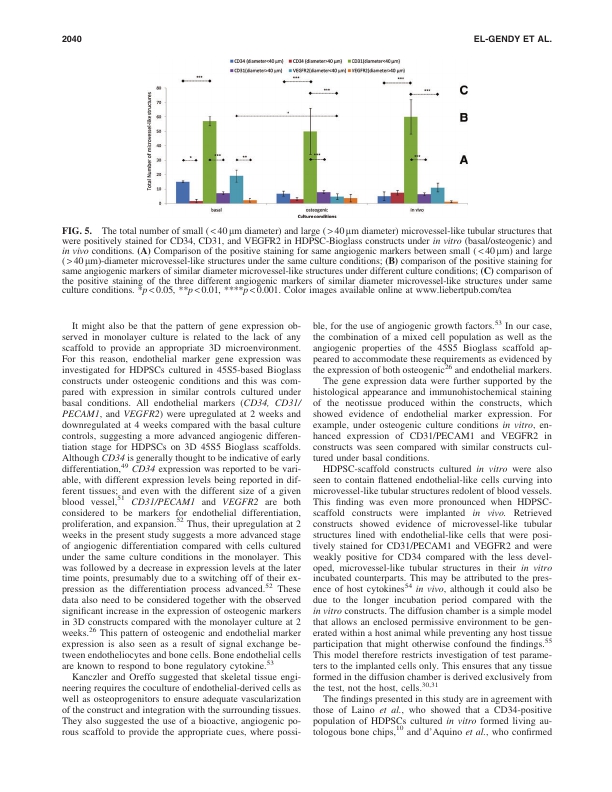 2040
EL-GENDY ET AL.
CD34 (diameter<40 μm) CD34 (diameter>40 μm) CD31(diameter<40 μm)
CD31(diameter>40 μm) VEGFR2(diameter<40 μm) VEGFR2(diameter>40 μm)
Total Number of microvessel-like structures
80
70
60
50
40
30
20
10
0
*** *** ***
*** ***
*
* *** ** *** ***
C
B
A
basal osteogenic in vivo
Culture conditions
FIG. 5. The total number of small (<40 μm diameter) and large (>40 μm diameter) microvessel-like tubular structures that
were positively stained for CD34, CD31, and VEGFR2 in HDPSC-Bioglass constructs under in vitro (basal/osteogenic) and
in vivo conditions. (A) Comparison of the positive staining for same angiogenic markers between small (<40 μm) and large
(>40 μm)-diameter microvessel-like structures under the same culture conditions; (B) comparison of the positive staining for
same angiogenic markers of similar diameter microvessel-like structures under different culture conditions; (C) comparison of
the positive staining of the three different angiogenic markers of similar diameter microvessel-like structures under same
culture conditions. *p<0.05, **p<0.01, ****p<0.001. Color images available online at www.liebertpub.com/tea
It might also be that the pattern of gene expression ob-
served in monolayer culture is related to the lack of any
scaffold to provide an appropriate 3D microenvironment.
For this reason, endothelial marker gene expression was
investigated for HDPSCs cultured in 45S5-based Bioglass
constructs under osteogenic conditions and this was com-
pared with expression in similar controls cultured under
basal conditions. All endothelial markers (CD34, CD31/
PECAM1, and VEGFR2) were upregulated at 2 weeks and
downregulated at 4 weeks compared with the basal culture
controls, suggesting a more advanced angiogenic differen-
tiation stage for HDPSCs on 3D 45S5 Bioglass scaffolds.
Although CD34 is generally thought to be indicative of early
differentiation,49 CD34 expression was reported to be vari-
able, with different expression levels being reported in dif-
ferent tissues; and even with the different size of a given
blood vessel,51 CD31/PECAM1 and VEGFR2 are both
considered to be markers for endothelial differentiation,
proliferation, and expansion.52 Thus, their upregulation at 2
weeks in the present study suggests a more advanced stage
of angiogenic differentiation compared with cells cultured
under the same culture conditions in the monolayer. This
was followed by a decrease in expression levels at the later
time points, presumably due to a switching off of their ex-
pression as the differentiation process advanced.52 These
data also need to be considered together with the observed
significant increase in the expression of osteogenic markers
in 3D constructs compared with the monolayer culture at 2
weeks.26 This pattern of osteogenic and endothelial marker
expression is also seen as a result of signal exchange be-
tween endotheliocytes and bone cells. Bone endothelial cells
are known to respond to bone regulatory cytokine.53
Kanczler and Oreffo suggested that skeletal tissue engi-
neering requires the coculture of endothelial-derived cells as
well as osteoprogenitors to ensure adequate vascularization
of the construct and integration with the surrounding tissues.
They also suggested the use of a bioactive, angiogenic po-
rous scaffold to provide the appropriate cues, where possi-
ble, for the use of angiogenic growth factors.53 In our case,
the combination of a mixed cell population as well as the
angiogenic properties of the 45S5 Bioglass scaffold ap-
peared to accommodate these requirements as evidenced by
the expression of both osteogenic26 and endothelial markers.
The gene expression data were further supported by the
histological appearance and immunohistochemical staining
of the neotissue produced within the constructs, which
showed evidence of endothelial marker expression. For
example, under osteogenic culture conditions in vitro, en-
hanced expression of CD31/PECAM1 and VEGFR2 in
constructs was seen compared with similar constructs cul-
tured under basal conditions.
HDPSC-scaffold constructs cultured in vitro were also
seen to contain flattened endothelial-like cells curving into
microvessel-like tubular structures redolent of blood vessels.
This finding was even more pronounced when HDPSC-
scaffold constructs were implanted in vivo. Retrieved
constructs showed evidence of microvessel-like tubular
structures lined with endothelial-like cells that were posi-
tively stained for CD31/PECAM1 and VEGFR2 and were
weakly positive for CD34 compared with the less devel-
oped, microvessel-like tubular structures in their in vitro
incubated counterparts. This may be attributed to the pres-
ence of host cytokines54 in vivo, although it could also be
due to the longer incubation period compared with the
in vitro constructs. The diffusion chamber is a simple model
that allows an enclosed permissive environment to be gen-
erated within a host animal while preventing any host tissue
participation that might otherwise confound the findings.55
This model therefore restricts investigation of test parame-
ters to the implanted cells only. This ensures that any tissue
formed in the diffusion chamber is derived exclusively from
the test, not the host, cells.30,31
The findings presented in this study are in agreement with
those of Laino et al., who showed that a CD34-positive
population of HDPSCs cultured in vitro formed living au-
tologous bone chips,10 and d'Aquino et al., who confirmed